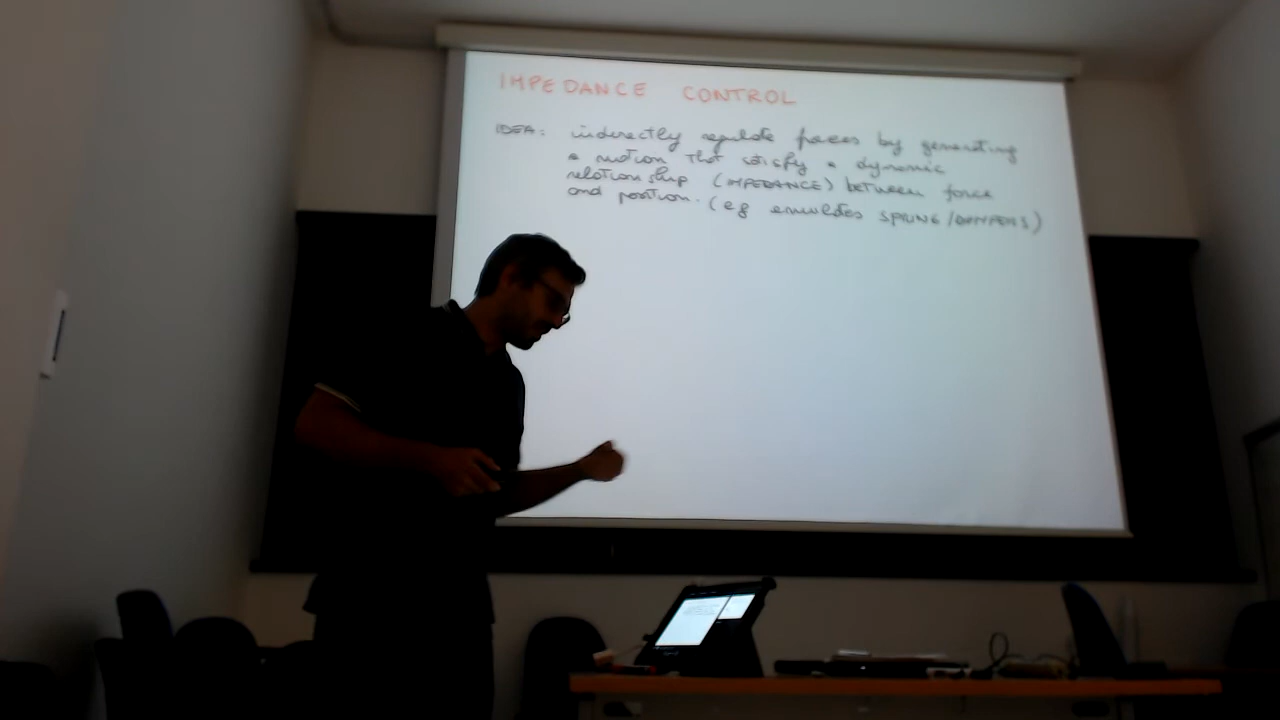 IMPEDANCE CONTROL
IDEA: indirectly regulate forces by generating
a motion that satisfy a dynamic
relationship (IMPEDANCE) between force
and position. (eg emulates SPRING/DAMPERS)